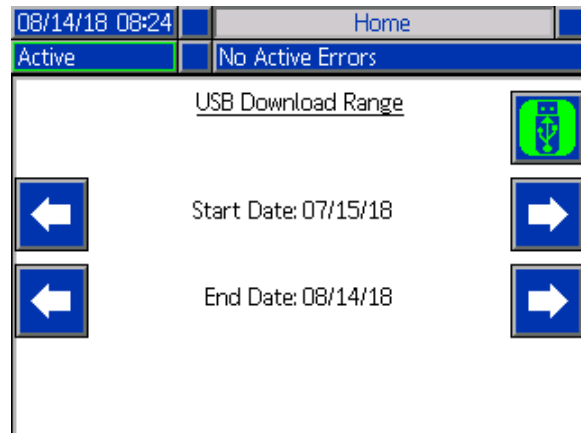 08/14/18 08:24 Home
Active No Active Errors
USB Download Range
Start Date: 07/15/18
End Date: 08/14/18